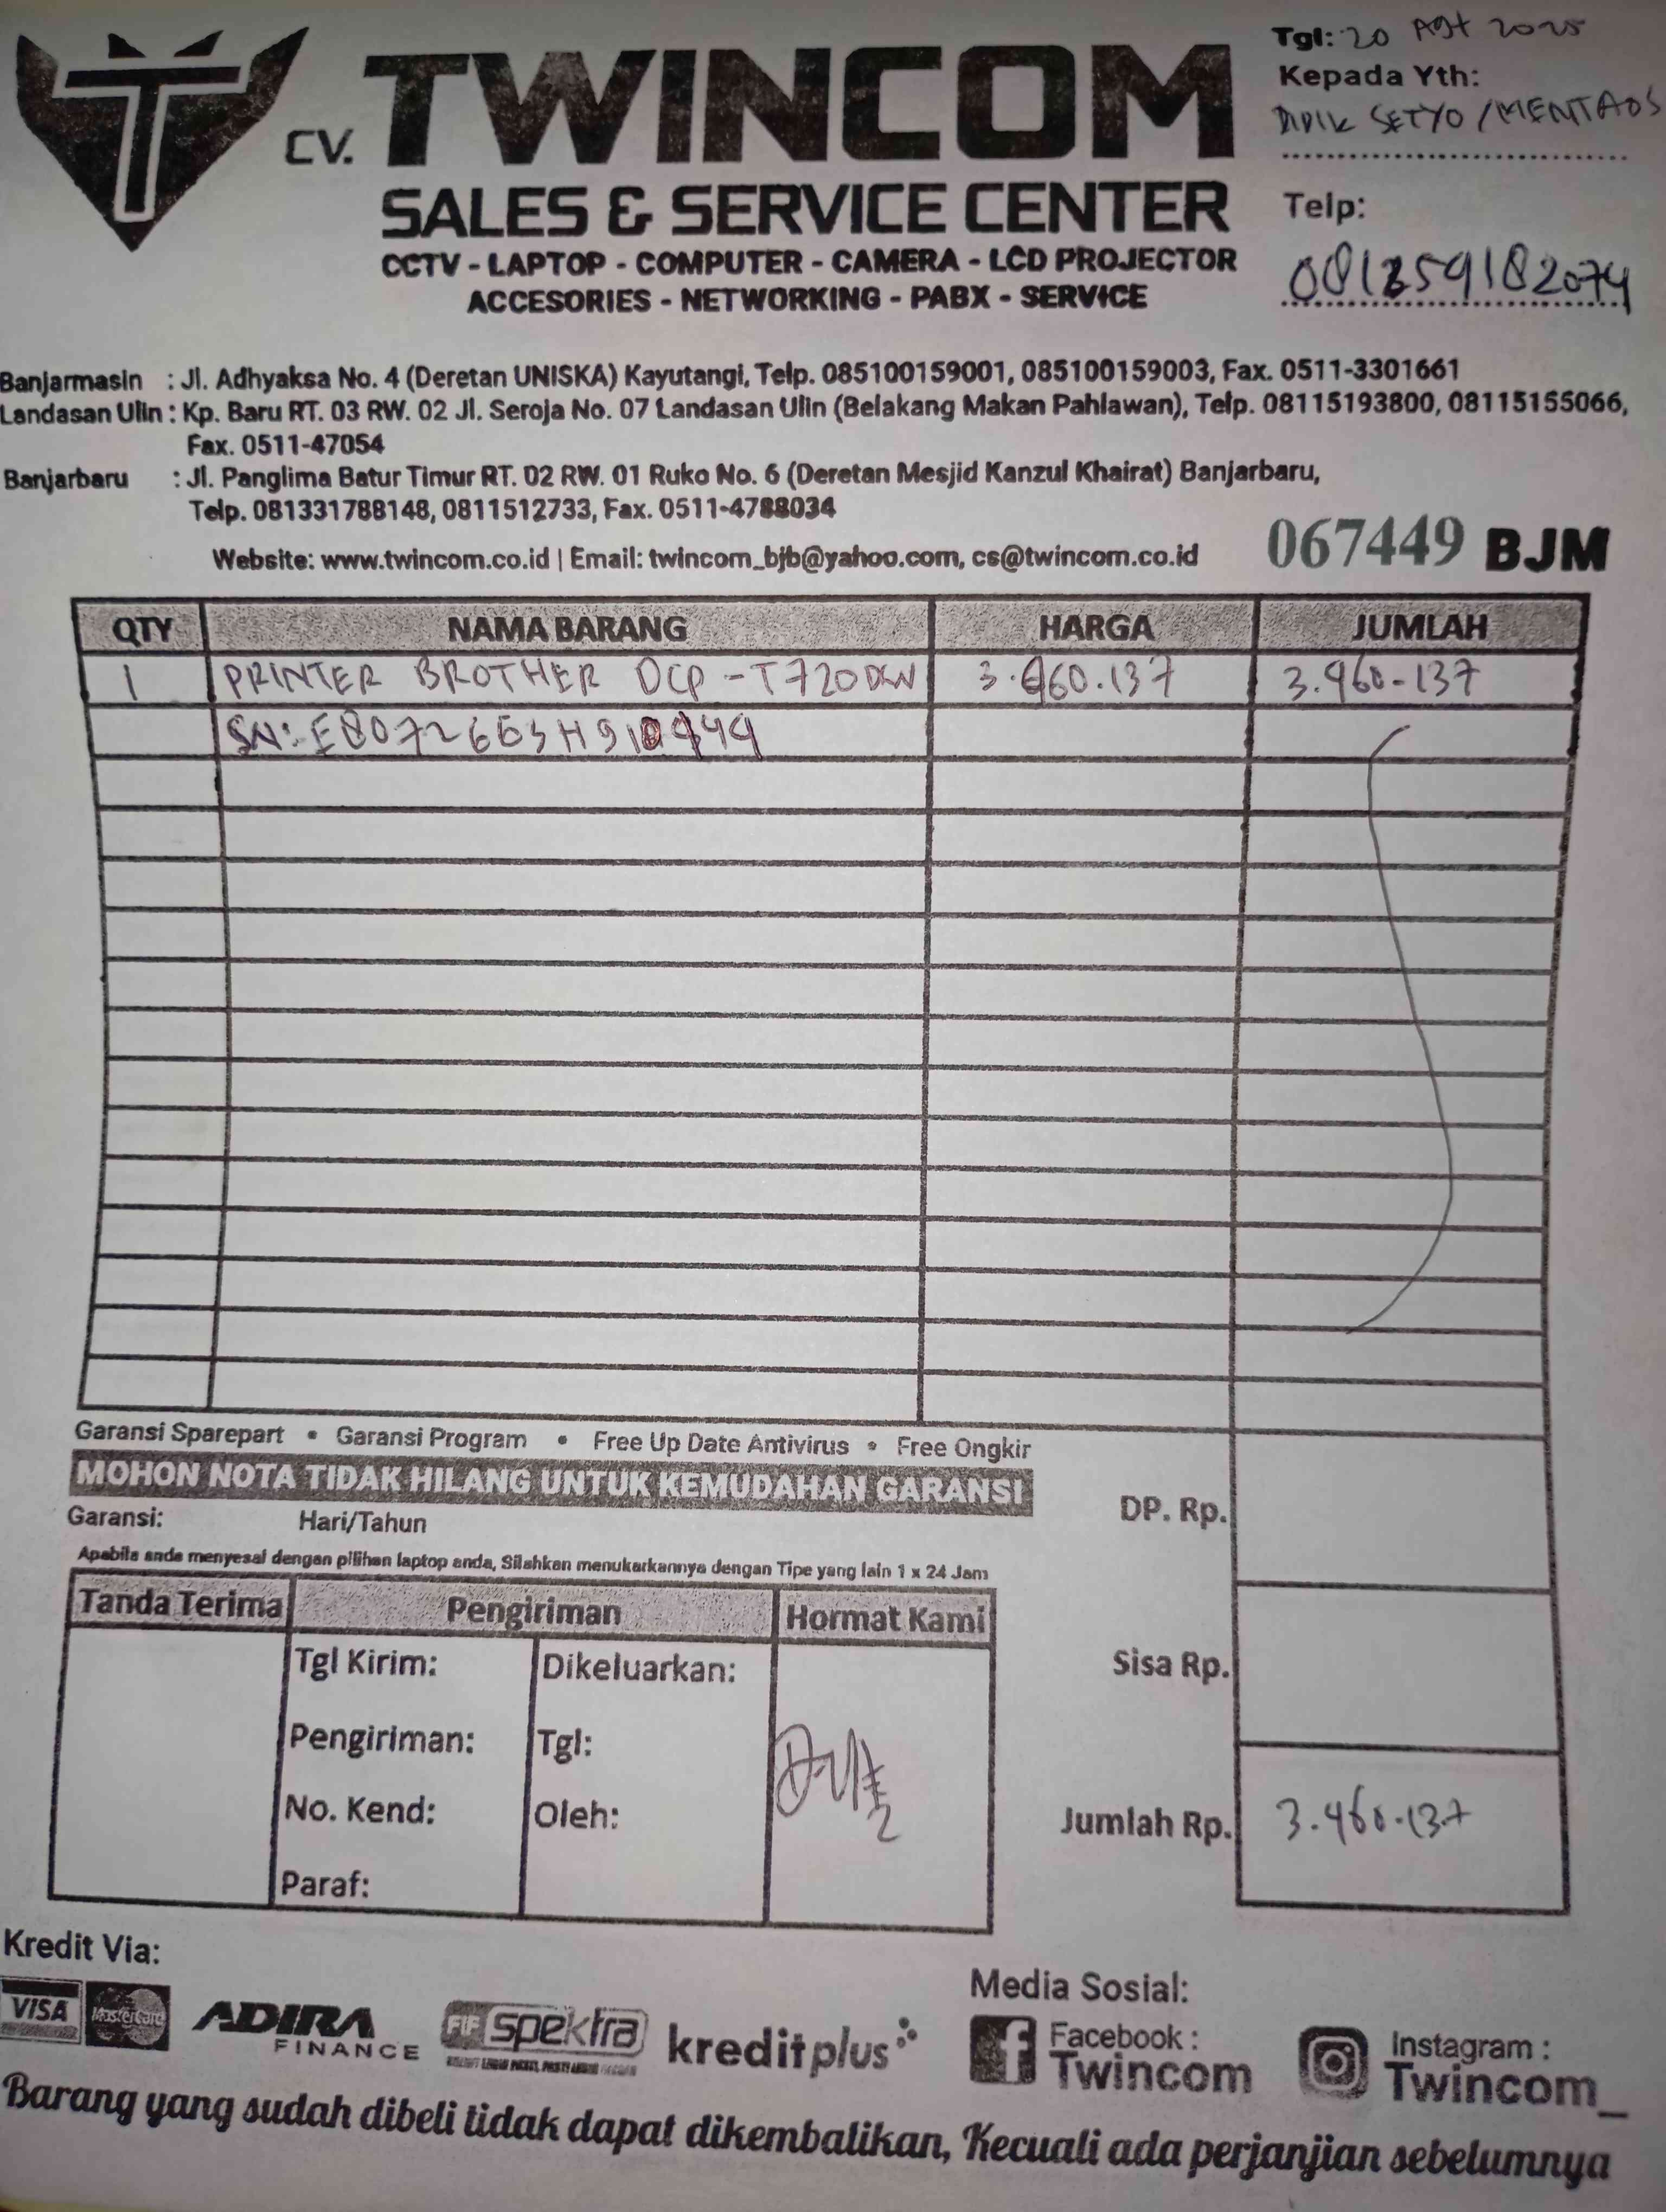 Tgl: 20 Agt 2025
Kepada Yth:
DIDIK SETYO / MENTAOS
CV. TWINCOM
SALES & SERVICE CENTER
CCTV - LAPTOP - COMPUTER - CAMERA - LCD PROJECTOR
ACCESORIES - NETWORKING - PABX - SERVICE
Telp:
081259182074
Banjarmasin : Jl. Adhyaksa No. 4 (Deretan UNISKA) Kayutangi, Telp. 085100159001, 085100159003, Fax. 0511-3301661
Landasan Ulin : Kp. Baru RT. 03 RW. 02 Jl. Seroja No. 07 Landasan Ulin (Belakang Makan Pahlawan), Telp. 08115193800, 08115155066,
Fax. 0511-47054
Banjarbaru : Jl. Panglima Batur Timur RT. 02 RW. 01 Ruko No. 6 (Deretan Mesjid Kanzul Khairat) Banjarbaru,
Telp. 081331788148, 0811512733, Fax. 0511-4788034
Website: www.twincom.co.id | Email: twincom_bjb@yahoo.com, cs@twincom.co.id
067449 BJM
QTY NAMA BARANG HARGA JUMLAH
1 PRINTER BROTHER DCP-T720DW 3.460.137 3.460-137
SN:
Garansi Sparepart • Garansi Program • Free Up Date Antivirus • Free Ongkir
MOHON NOTA TIDAK HILANG UNTUK KEMUDAHAN GARANSI
Garansi: Hari/Tahun
DP. Rp.
Apabila anda menyesal dengan pilihan laptop anda, Silahkan menukarkannya dengan Tipe yang lain 1 x 24 Jam
Tanda Terima Pengiriman Hormat Kami
Tgl Kirim: Dikeluarkan:
Sisa Rp.
Pengiriman: Tgl:
No. Kend: Oleh:
Jumlah Rp. 3.460-137
Paraf:
Kredit Via:
VISA MasterCard ADIRA FINANCE FIF spektra kreditplus
Media Sosial:
Facebook : Twincom
Instagram : Twincom_
Barang yang sudah dibeli tidak dapat dikembalikan, Kecuali ada perjanjian sebelumnya